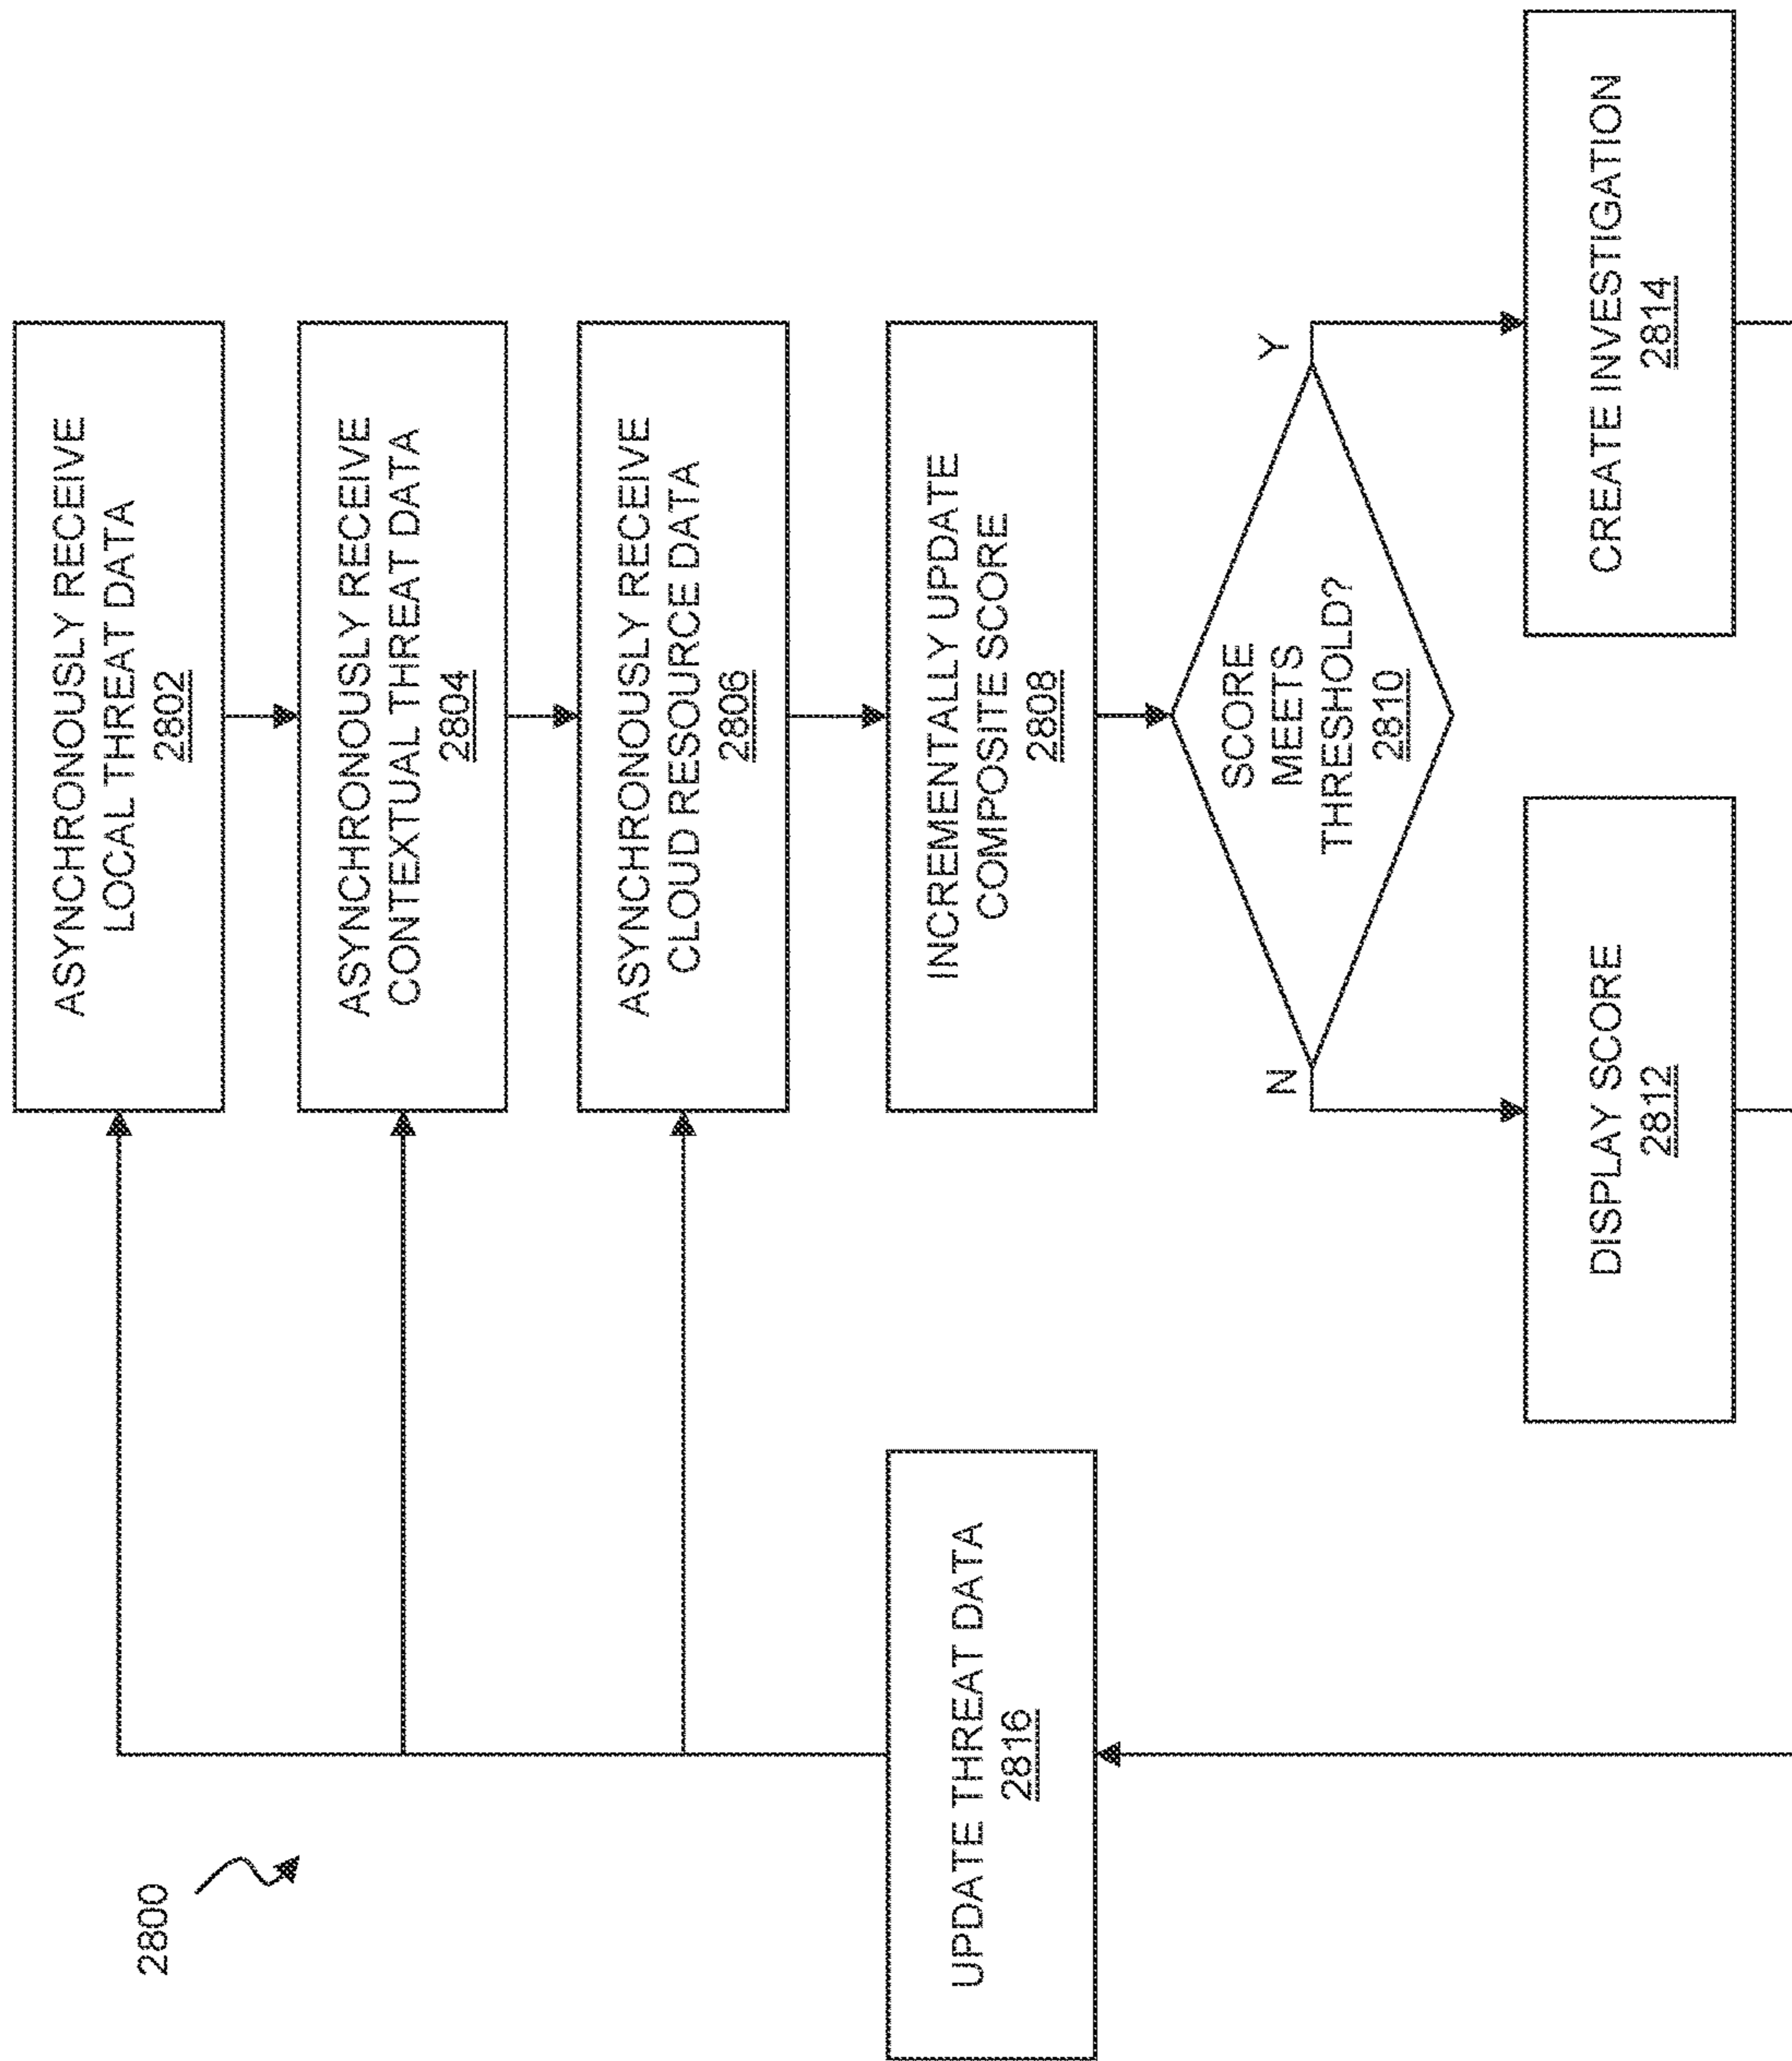 2800
ASYNCHRONOUSLY RECEIVE
LOCAL THREAT DATA
2802
ASYNCHRONOUSLY RECEIVE
CONTEXTUAL THREAT DATA
2804
ASYNCHRONOUSLY RECEIVE
CLOUD RESOURCE DATA
2806
INCREMENTALLY UPDATE
COMPOSITE SCORE
2808
UPDATE THREAT DATA
2816
SCORE
MEETS
THRESHOLD?
2810
N
Y
DISPLAY SCORE
2812
CREATE INVESTIGATION
2814